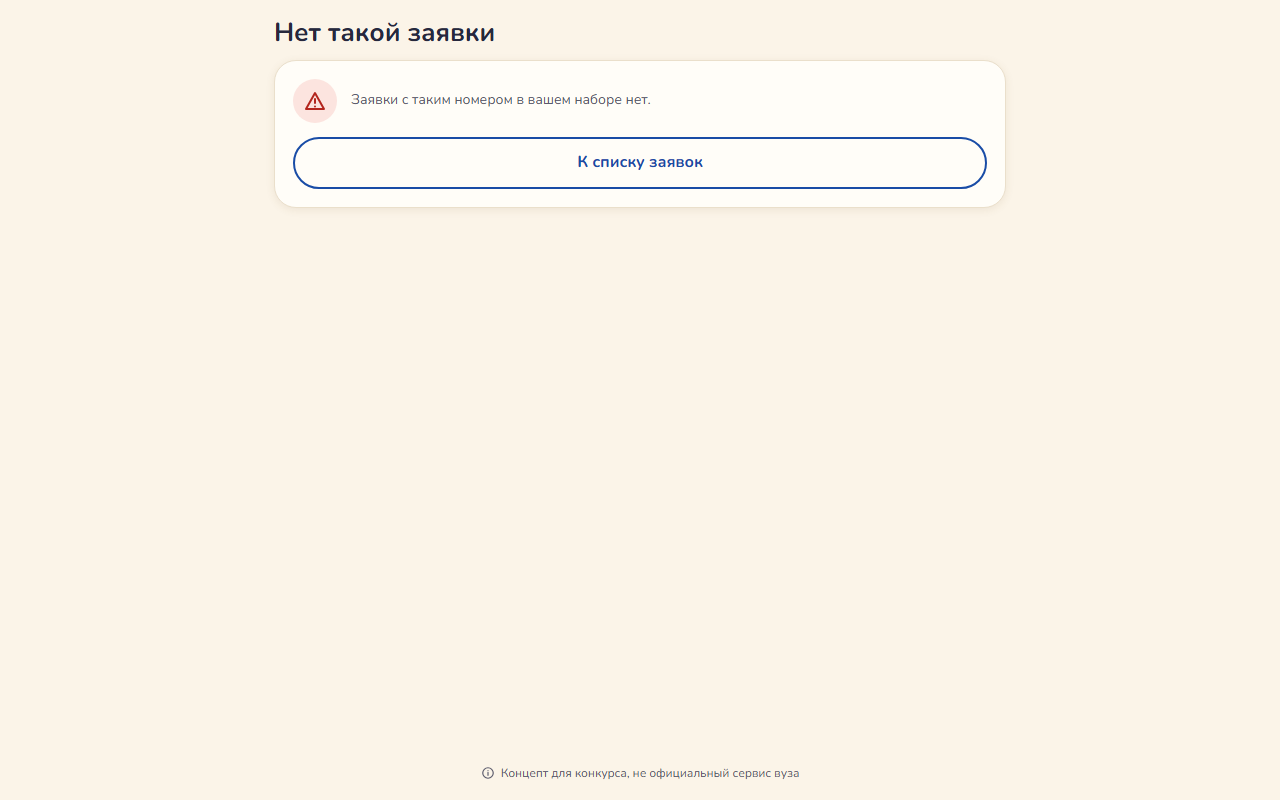 Нет такой заявки
Заявки с таким номером в вашем наборе нет.
К списку заявок
Концепт для конкурса, не официальный сервис вуза